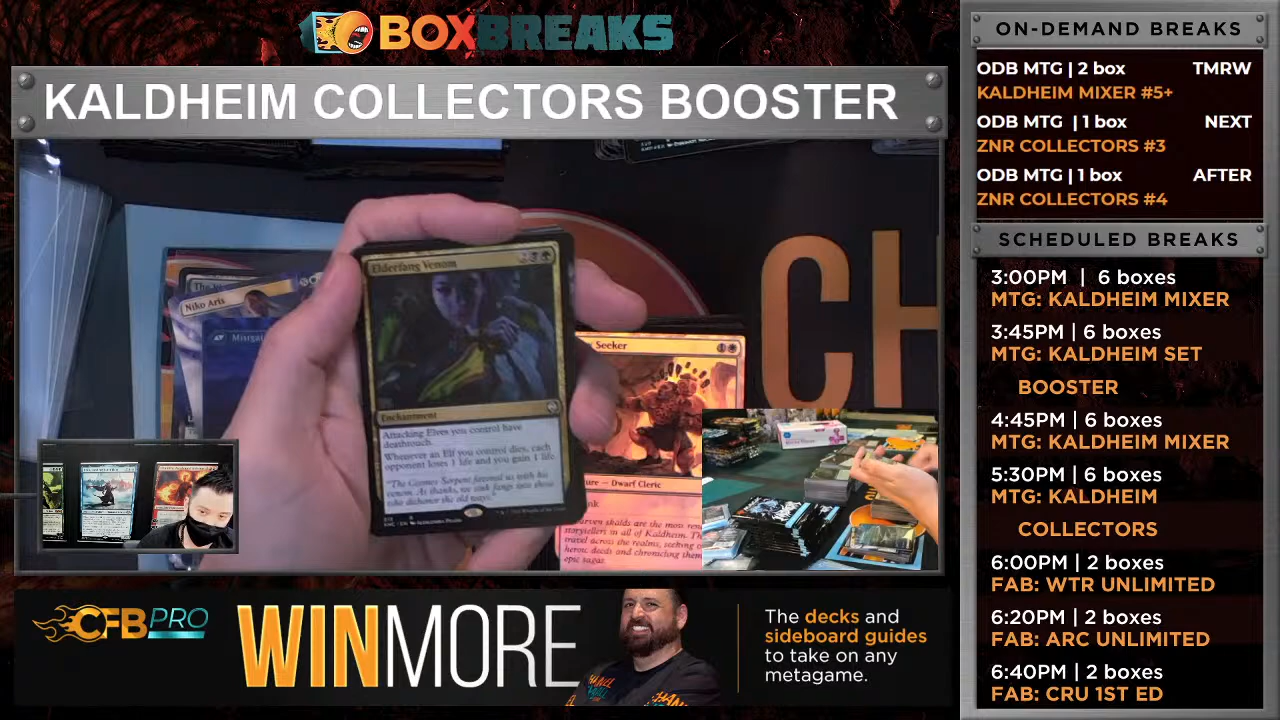 BOXBREAKS
KALDHEIM COLLECTORS BOOSTER
Elderfang Venom
Enchantment
Attacking Elves you control have
deathtouch.
Whenever an Elf you control dies, each
opponent loses 1 life and you gain 1 life.
Niko Aris
Seeker
Dwarf Cleric
CH
CFBPRO
WINMORE
The decks and
sideboard guides
to take on any
metagame.
ON-DEMAND BREAKS
ODB MTG | 2 box TMRW
KALDHEIM MIXER #5+
ODB MTG | 1 box NEXT
ZNR COLLECTORS #3
ODB MTG | 1 box AFTER
ZNR COLLECTORS #4
SCHEDULED BREAKS
3:00PM | 6 boxes
MTG: KALDHEIM MIXER
3:45PM | 6 boxes
MTG: KALDHEIM SET
BOOSTER
4:45PM | 6 boxes
MTG: KALDHEIM MIXER
5:30PM | 6 boxes
MTG: KALDHEIM
COLLECTORS
6:00PM | 2 boxes
FAB: WTR UNLIMITED
6:20PM | 2 boxes
FAB: ARC UNLIMITED
6:40PM | 2 boxes
FAB: CRU 1ST ED